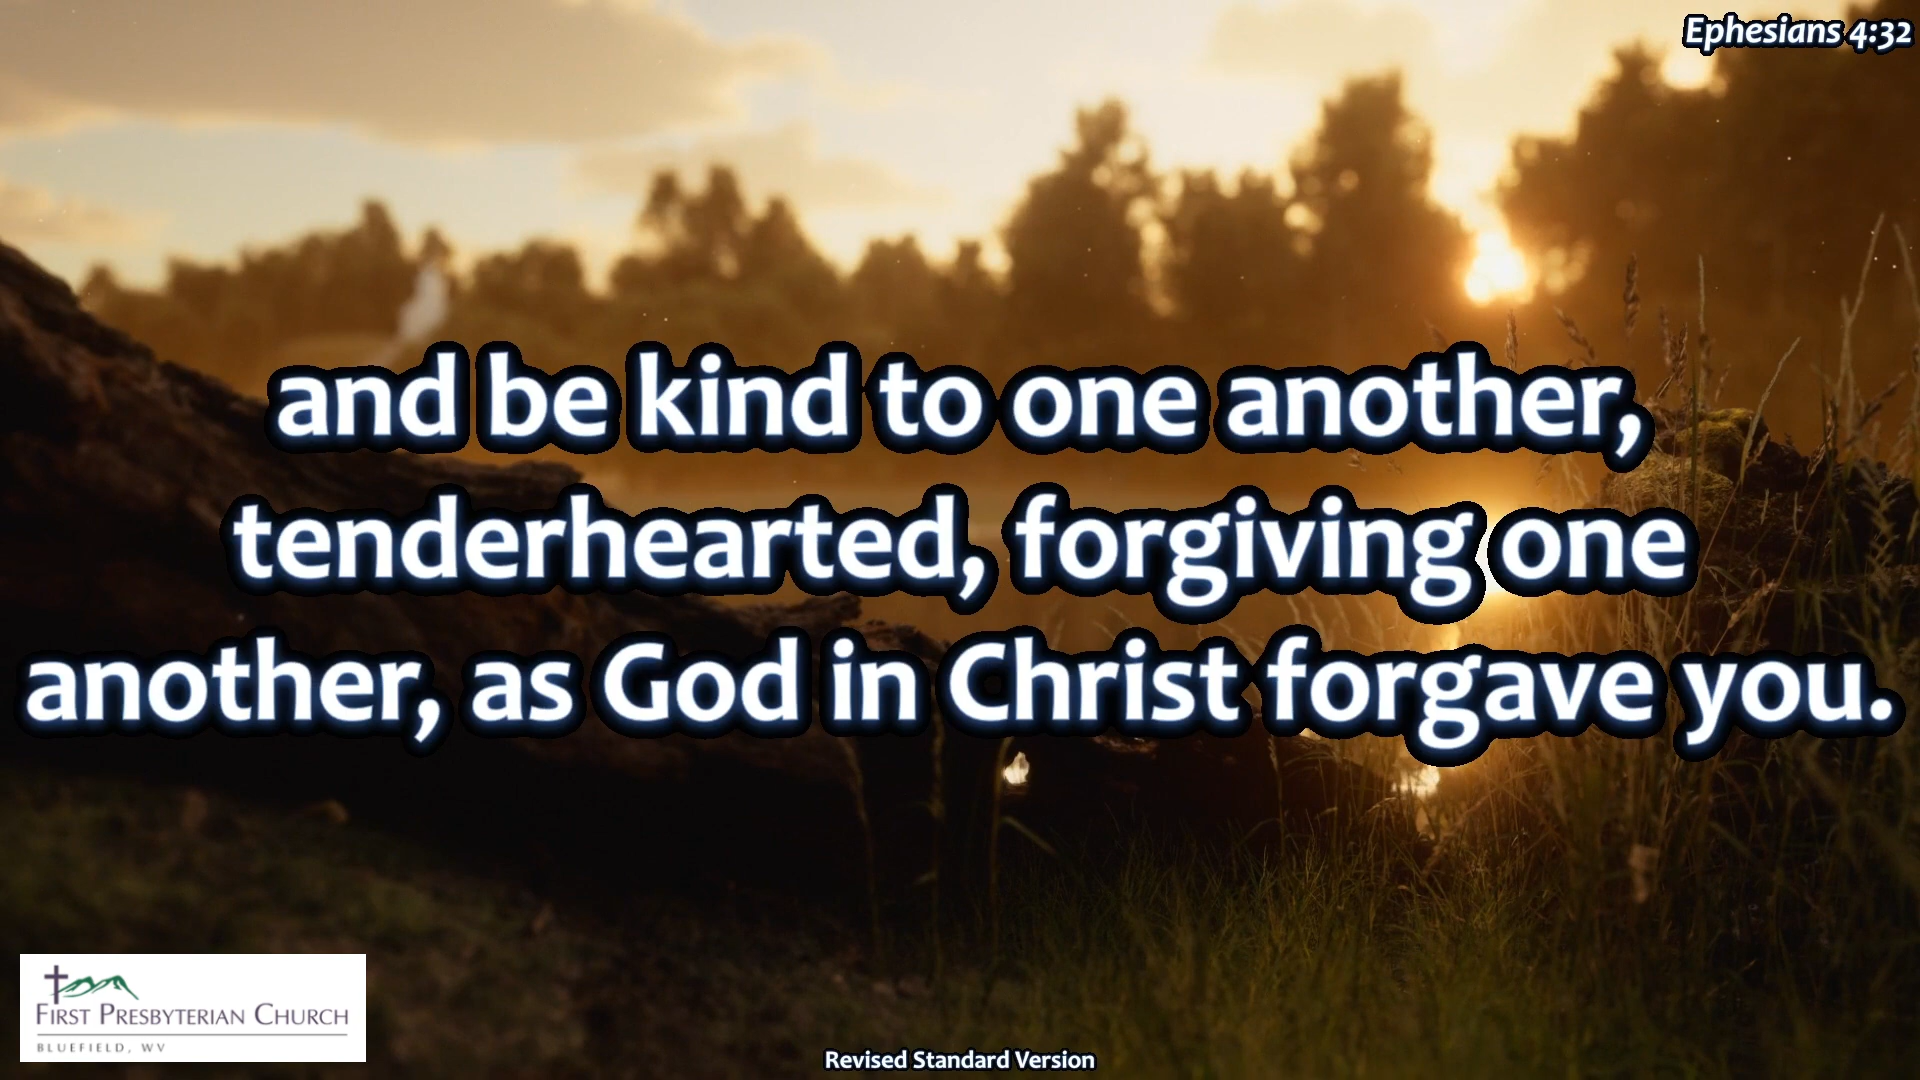 Ephesians 4:32
and be kind to one another,
tenderhearted, forgiving one
another, as God in Christ forgave you.
First Presbyterian Church
Bluefield, WV
Revised Standard Version